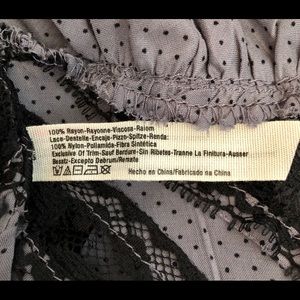 100% Rayon-Rayonne-Viscosa-Raiom
Lace-Dentelle-Encaje-Pizzo-Spitze-Renda:
100% Nylon-Poliamida-Fibra Sintética
Exclusive Of Trim-Sauf Bordure-Sin Ribetes-Tranne La Finitura-Ausser
Besatz-Excepto Debrum/Renate
Hecho en China/Fabricado na China